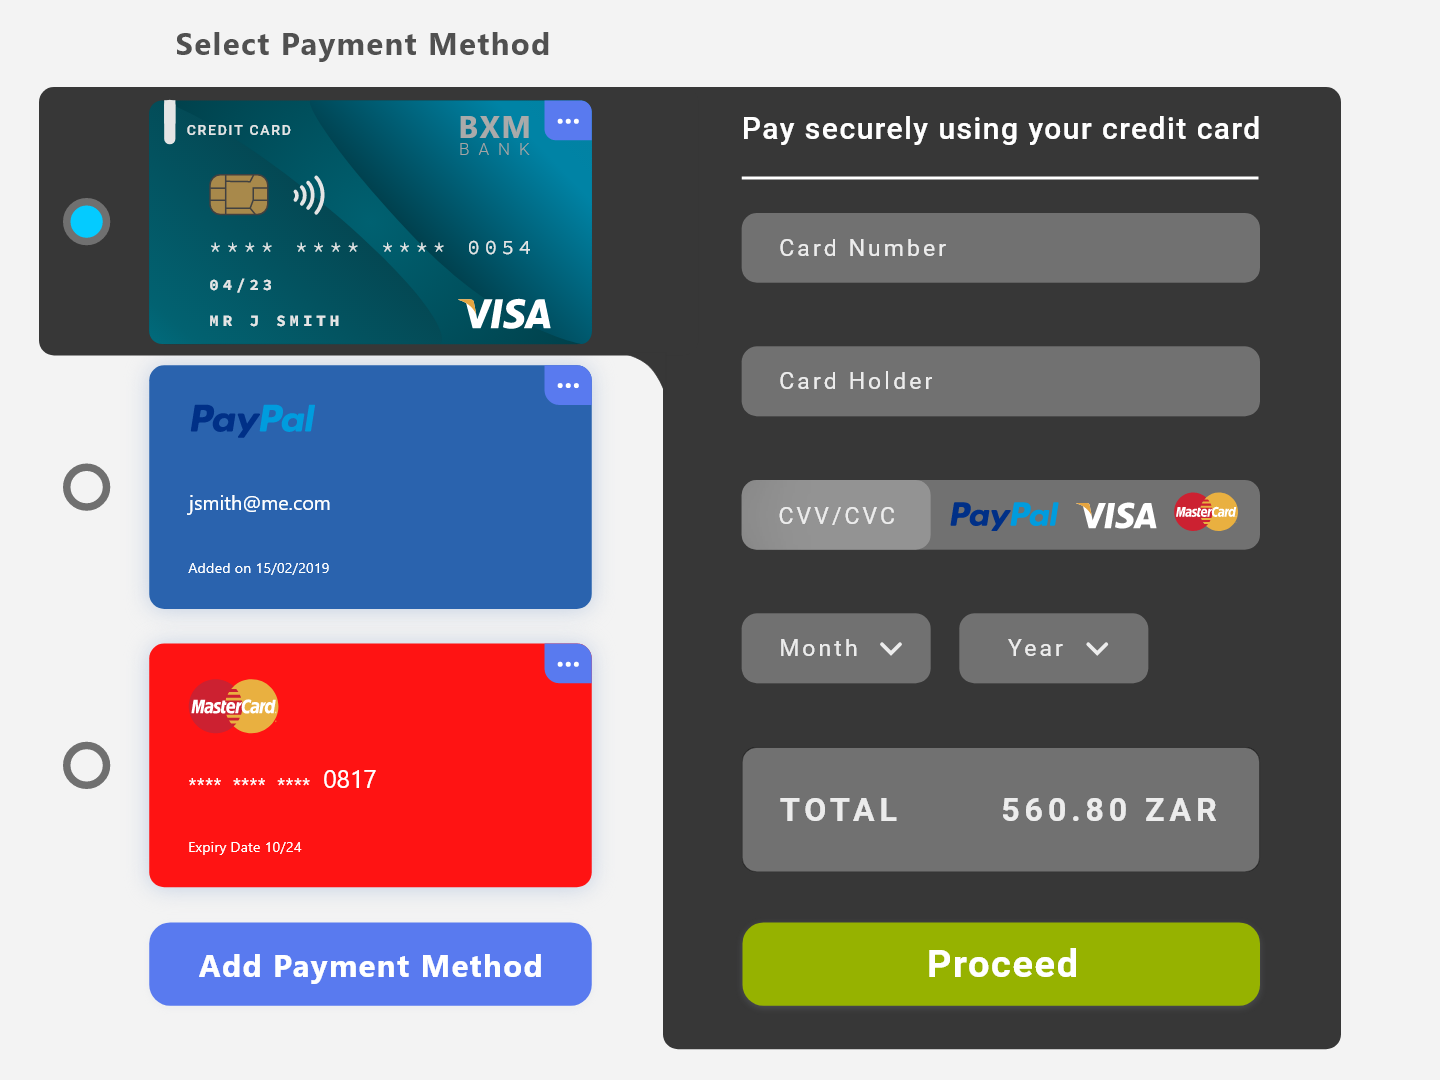 Select Payment Method
CREDIT CARD
BXM
BANK
**** **** **** 0054
04/23
MR J SMITH
VISA
PayPal
jsmith@me.com
Added on 15/02/2019
MasterCard
**** **** **** 0817
Expiry Date 10/24
Add Payment Method
Pay securely using your credit card
Card Number
Card Holder
CVV/CVC PayPal VISA MasterCard
Month Year
TOTAL 560.80 ZAR
Proceed